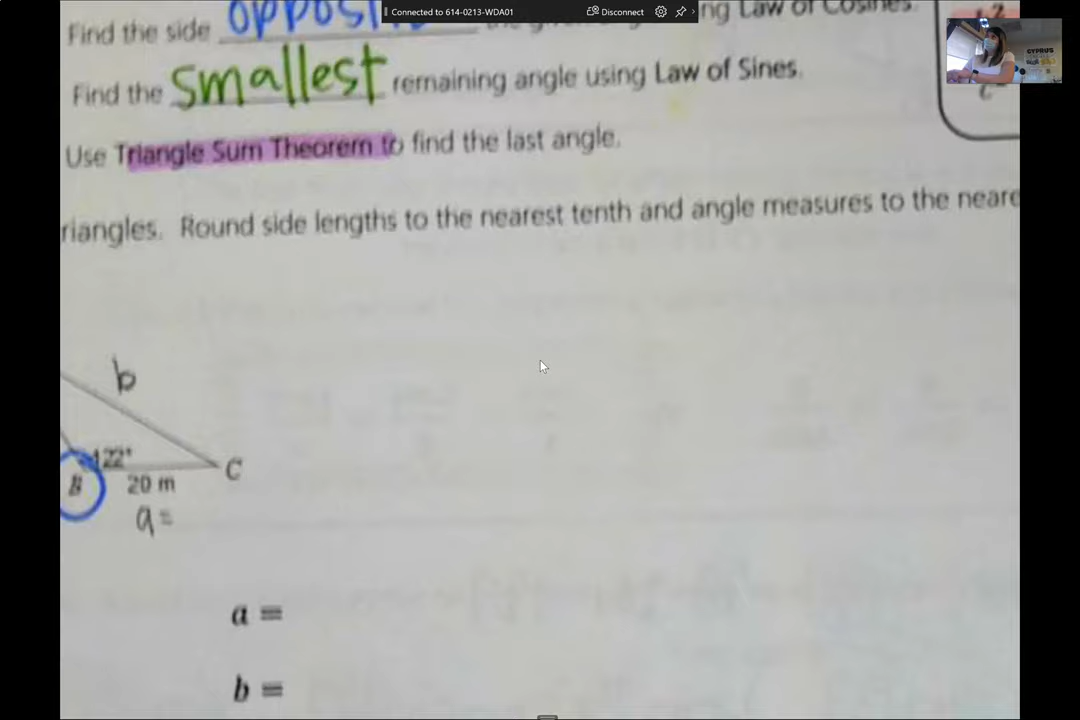 Connected to 614-0213-WDA01
Disconnect
Find the side opposi
ng Law of Cosines.
Find the smallest remaining angle using Law of Sines.
Use Triangle Sum Theorem to find the last angle.
riangles. Round side lengths to the nearest tenth and angle measures to the neare
b
122°
B
20 m
C
a =
a =
b =
CYPRUS